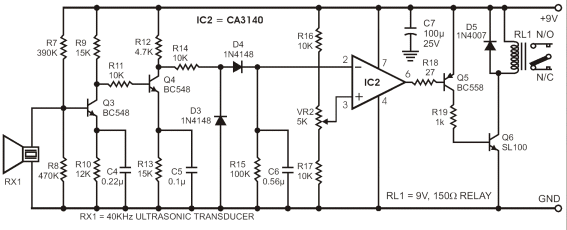 IC2 = CA3140
R7
390K
R9
15K
R12
4.7K
R14
10K
D4
1N4148
R16
10K
C7
100µ
25V
D5
1N4007
RL1 N/O
+9V
N/C
R11
10K
Q4
BC548
Q3
BC548
D3
1N4148
2
7
IC2
6
3
4
R18
27
Q5
BC558
VR2
5K
R19
1k
Q6
SL100
RX1
R8
470K
R10
12K
C4
0.22µ
R13
15K
C5
0.1µ
R15
100K
C6
0.56µ
R17
10K
RL1 = 9V, 150Ω RELAY
GND
RX1 = 40KHz ULTRASONIC TRANSDUCER